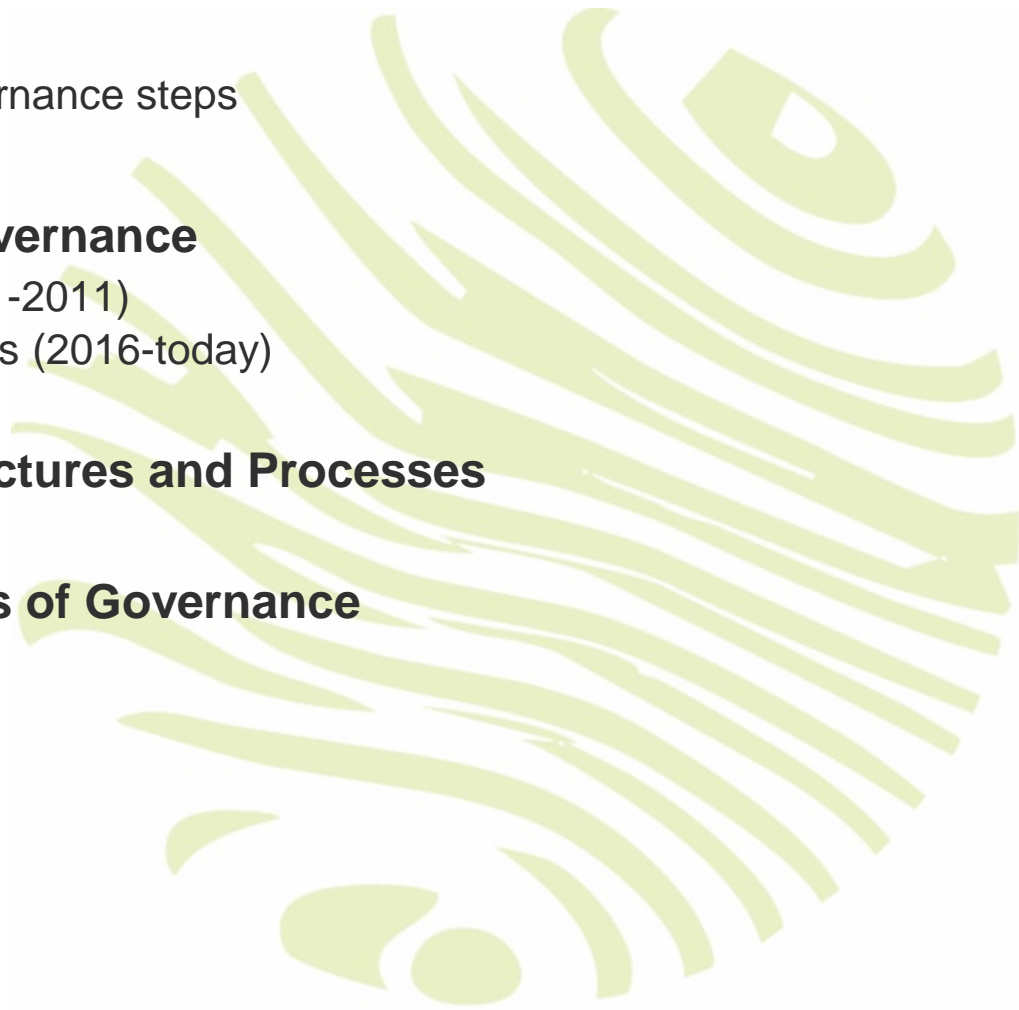 rnance steps
vernance
-2011)
s (2016-today)
ctures and Processes
s of Governance